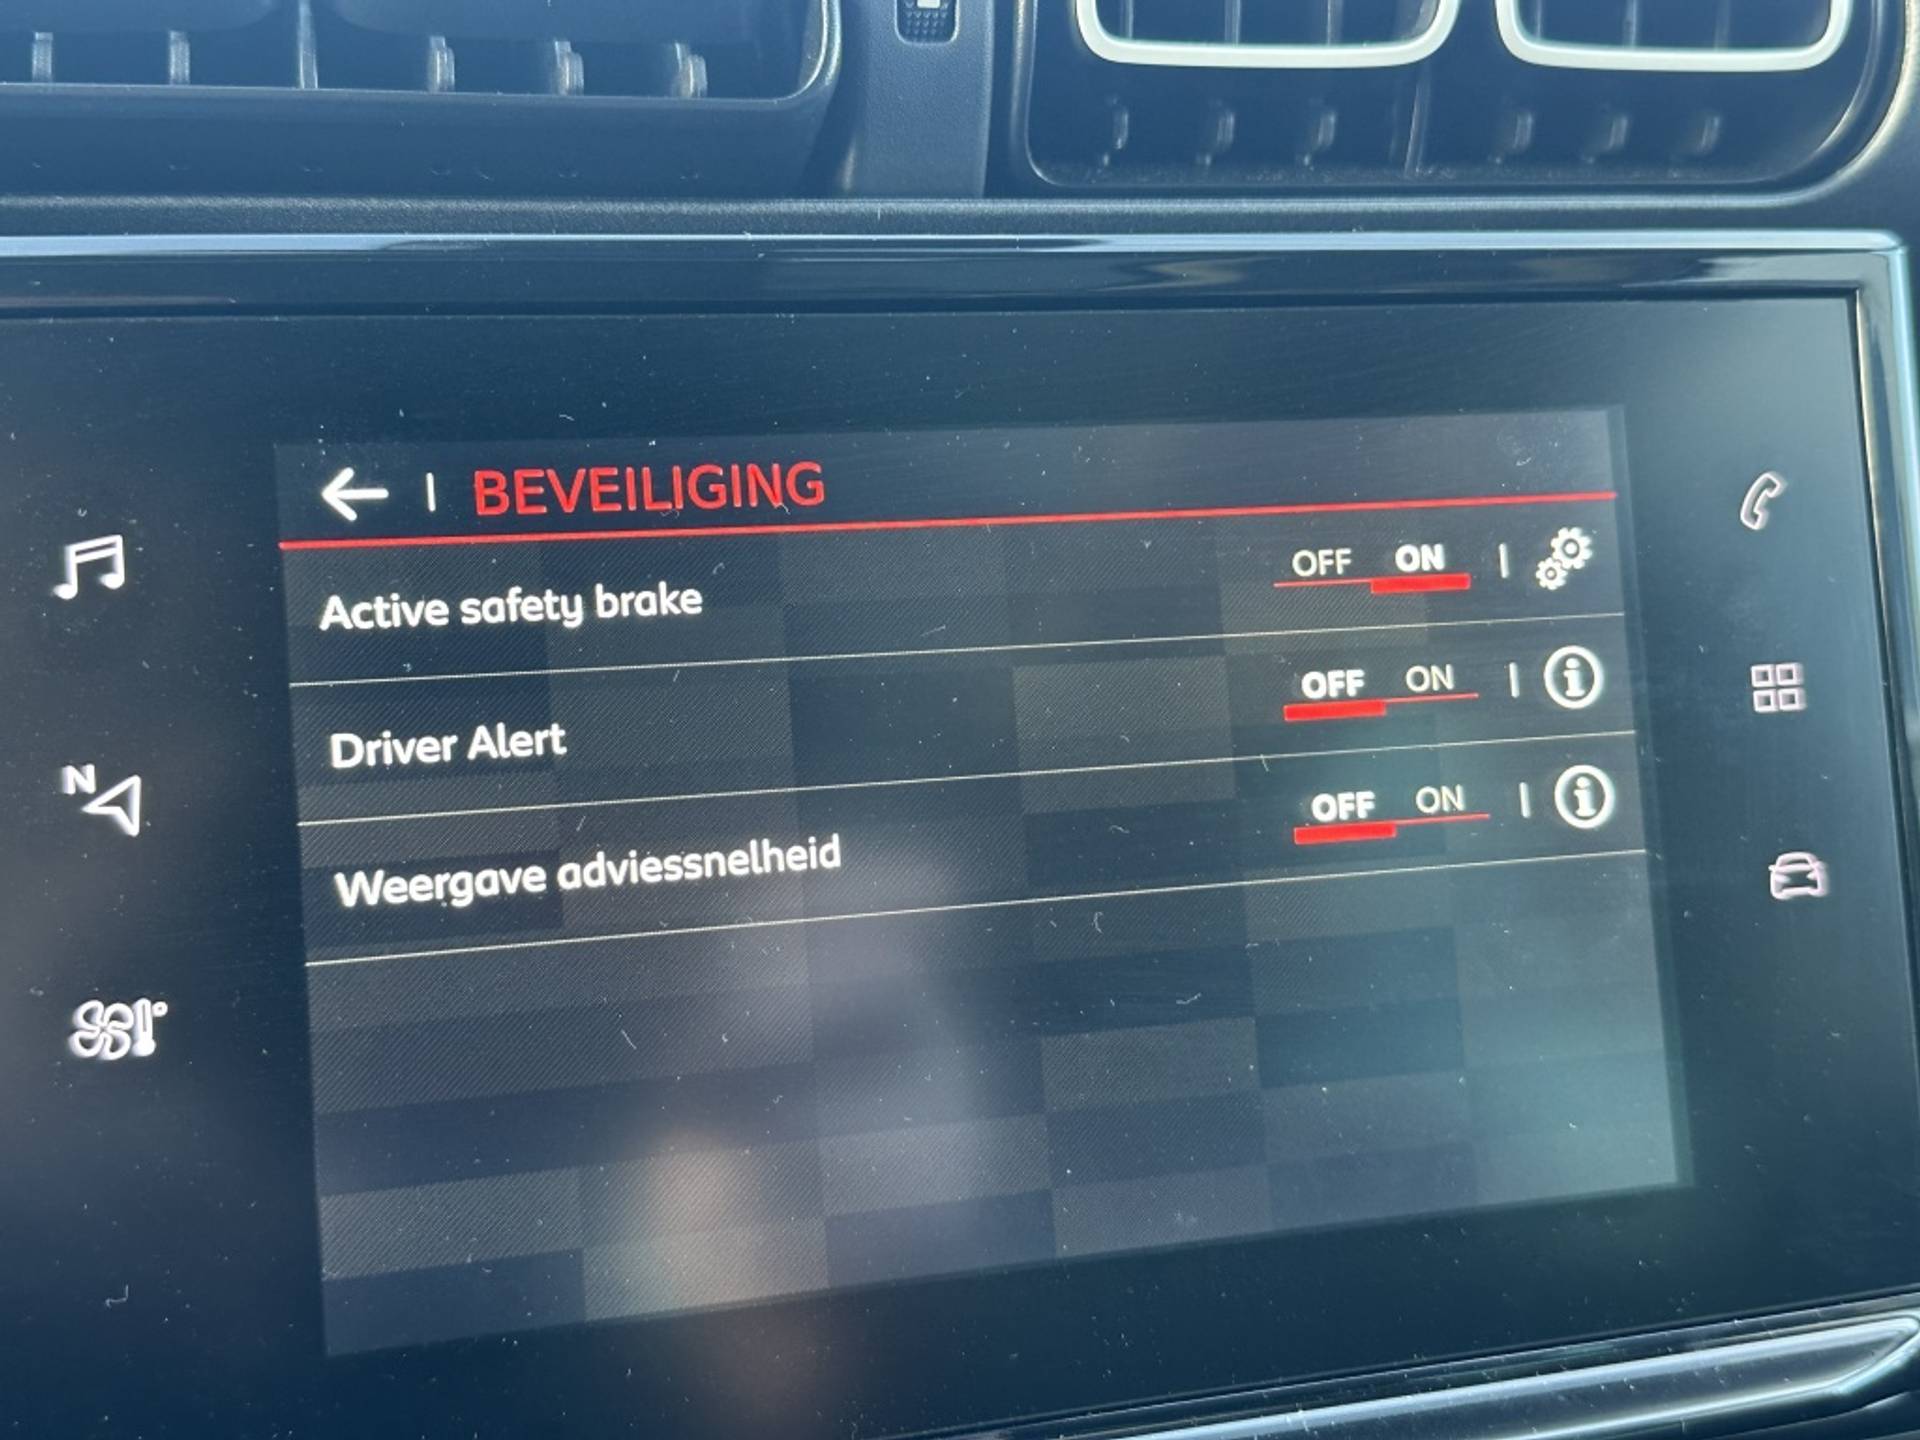 BEVEILIGING
Active safety brake OFF ON
Driver Alert OFF ON
Weergave adviessnelheid OFF ON
N